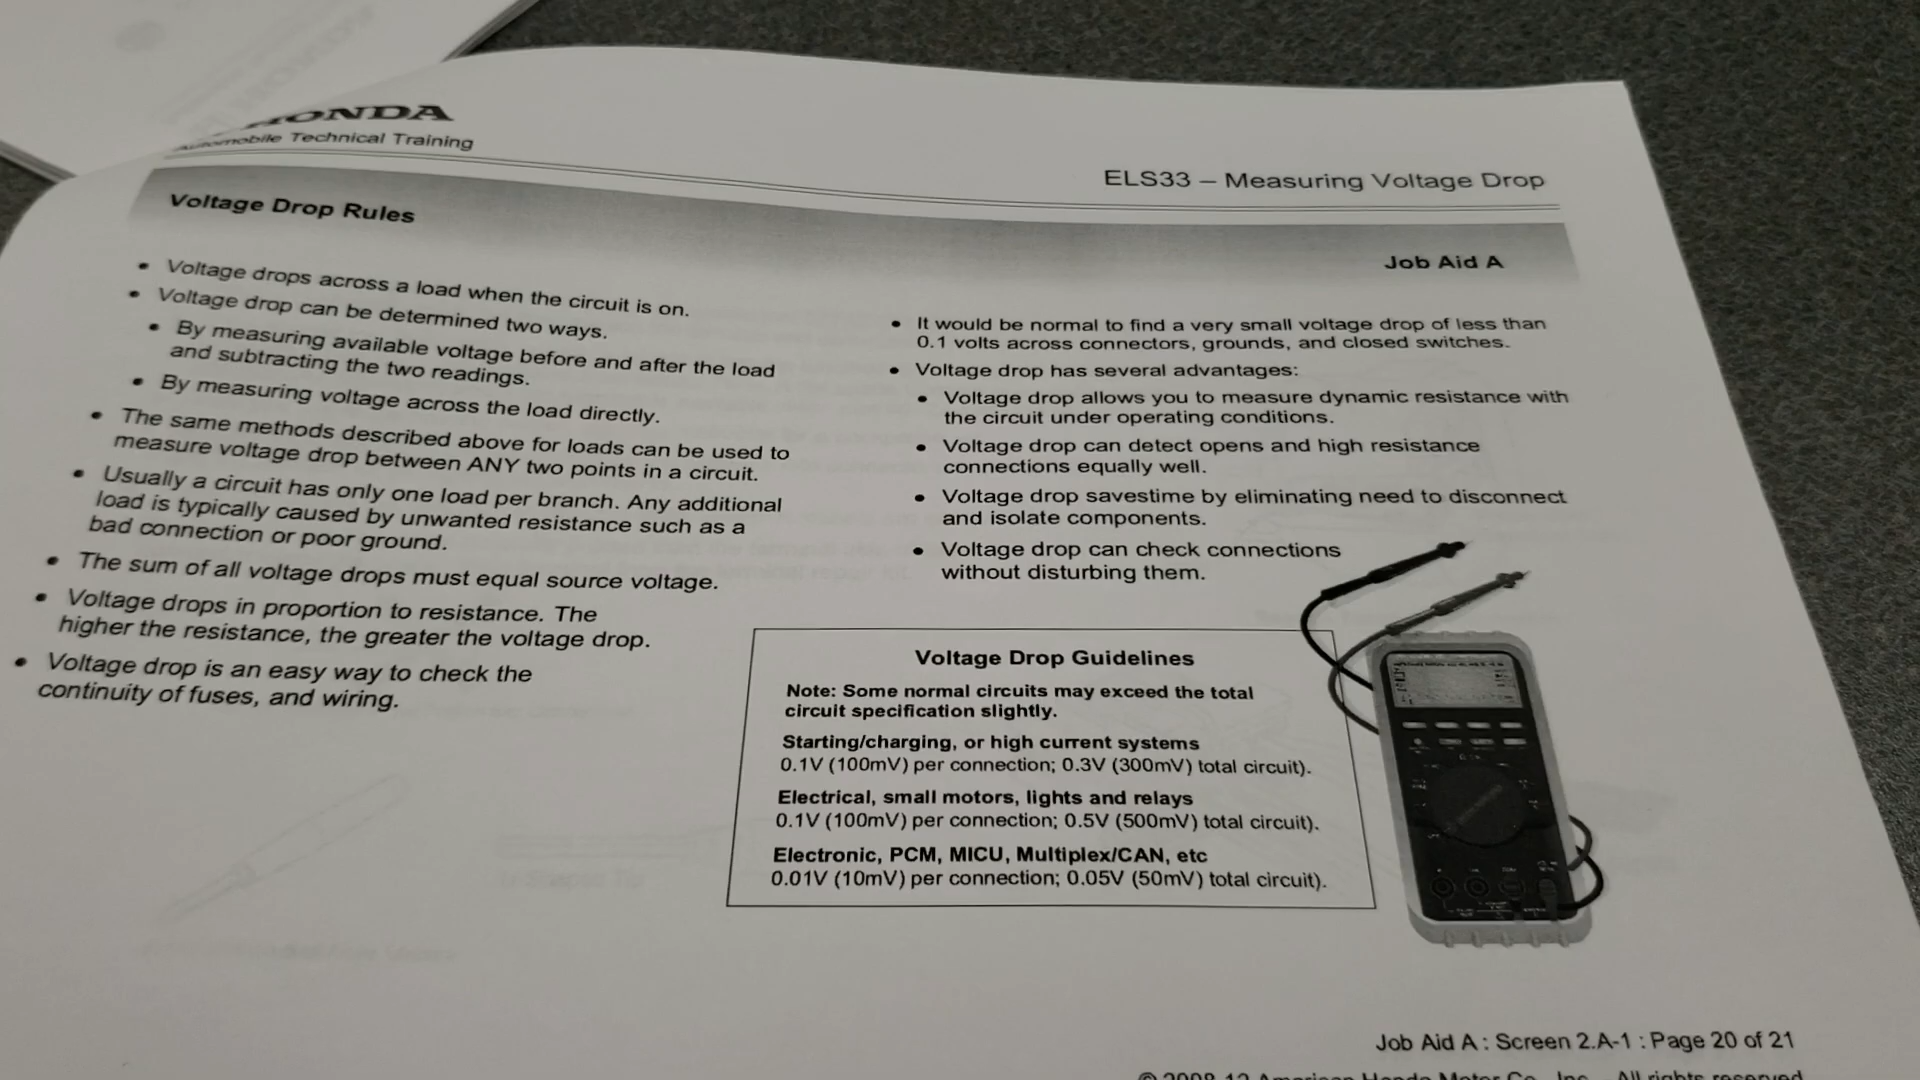 HONDA
Automobile Technical Training
ELS33 – Measuring Voltage Drop
Voltage Drop Rules
Job Aid A
• Voltage drops across a load when the circuit is on.
• Voltage drop can be determined two ways.
• By measuring available voltage before and after the load
and subtracting the two readings.
• By measuring voltage across the load directly.
• The same methods described above for loads can be used to
measure voltage drop between ANY two points in a circuit.
• Usually a circuit has only one load per branch. Any additional
load is typically caused by unwanted resistance such as a
bad connection or poor ground.
• The sum of all voltage drops must equal source voltage.
• Voltage drops in proportion to resistance. The
higher the resistance, the greater the voltage drop.
• Voltage drop is an easy way to check the
continuity of fuses, and wiring.
• It would be normal to find a very small voltage drop of less than
0.1 volts across connectors, grounds, and closed switches.
• Voltage drop has several advantages:
• Voltage drop allows you to measure dynamic resistance with
the circuit under operating conditions.
• Voltage drop can detect opens and high resistance
connections equally well.
• Voltage drop savestime by eliminating need to disconnect
and isolate components.
• Voltage drop can check connections
without disturbing them.
Voltage Drop Guidelines
Note: Some normal circuits may exceed the total
circuit specification slightly.
Starting/charging, or high current systems
0.1V (100mV) per connection; 0.3V (300mV) total circuit).
Electrical, small motors, lights and relays
0.1V (100mV) per connection; 0.5V (500mV) total circuit).
Electronic, PCM, MICU, Multiplex/CAN, etc
0.01V (10mV) per connection; 0.05V (50mV) total circuit).
Job Aid A : Screen 2.A-1 : Page 20 of 21
© 2008-12 American Honda Motor Co., Inc. All rights reserved